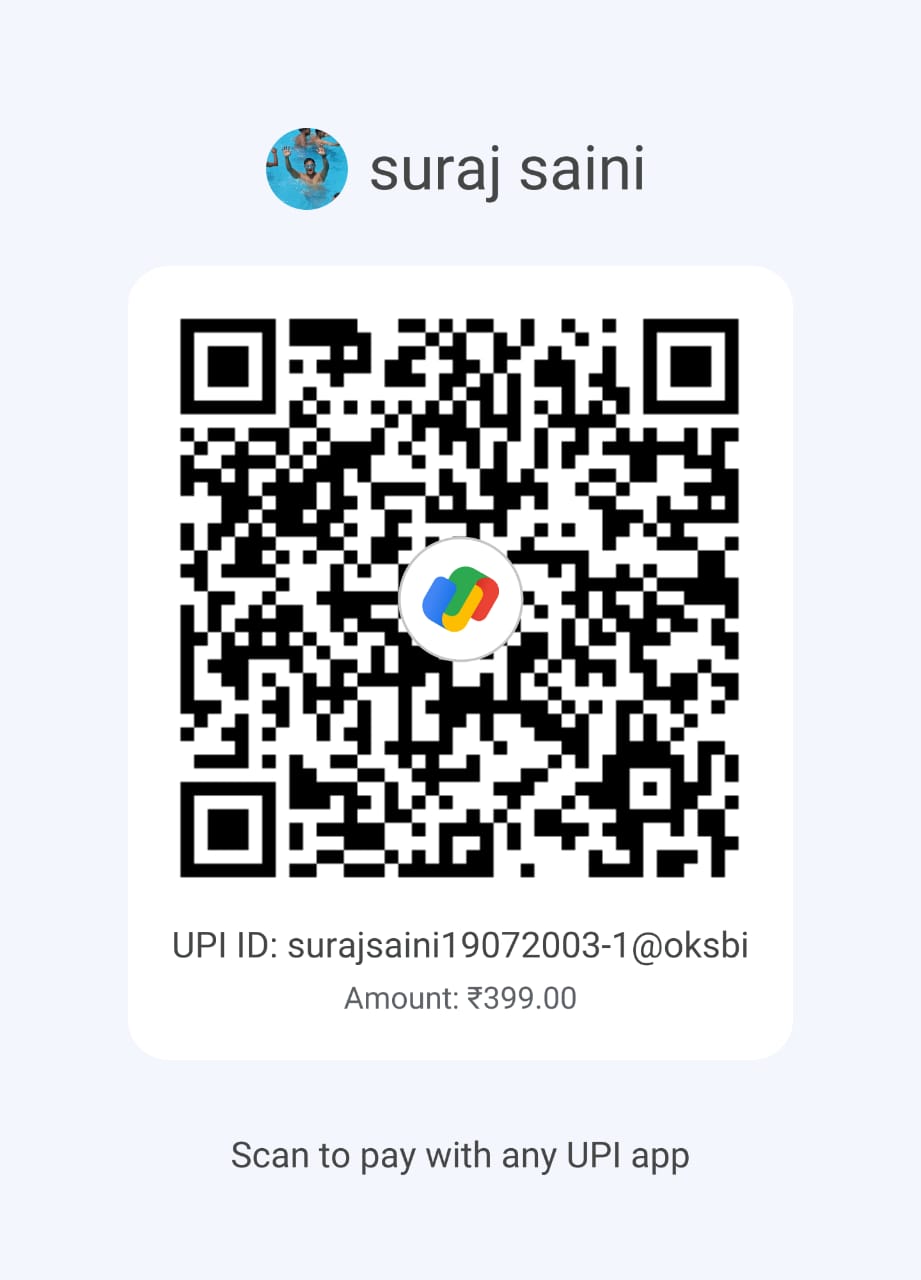 suraj saini
UPI ID: surajsaini19072003-1@oksbi
Amount: ₹399.00
Scan to pay with any UPI app